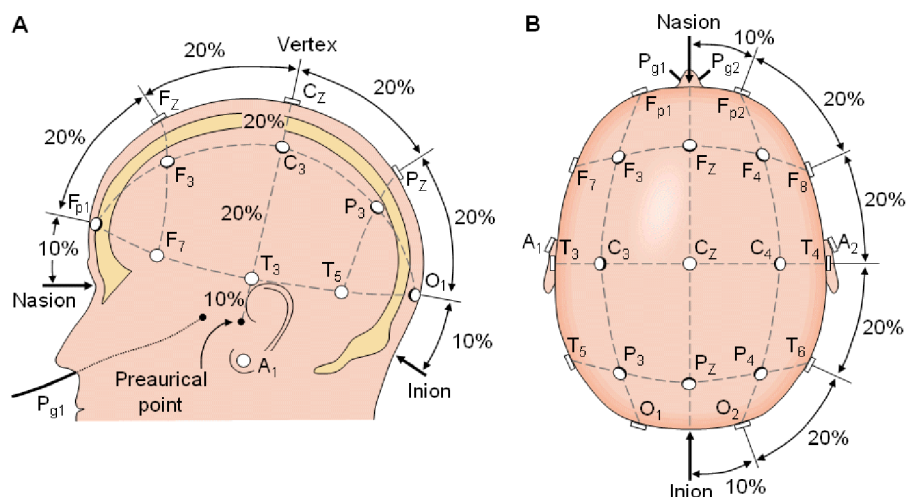 A
Vertex
20%
20%
CZ
FZ
20%
20%
F3
C3
PZ
20%
Fp1
20%
P3
10%
F7
T3
T5
O1
Nasion
10%
10%
A1
Preaurical
point
Inion
Pg1
B
Nasion
10%
Pg1
Pg2
Fp1
Fp2
20%
F7
F3
FZ
F4
F8
20%
A1
T3
C3
CZ
C4
T4
A2
20%
T5
P3
PZ
P4
T6
O1
O2
20%
Inion
10%